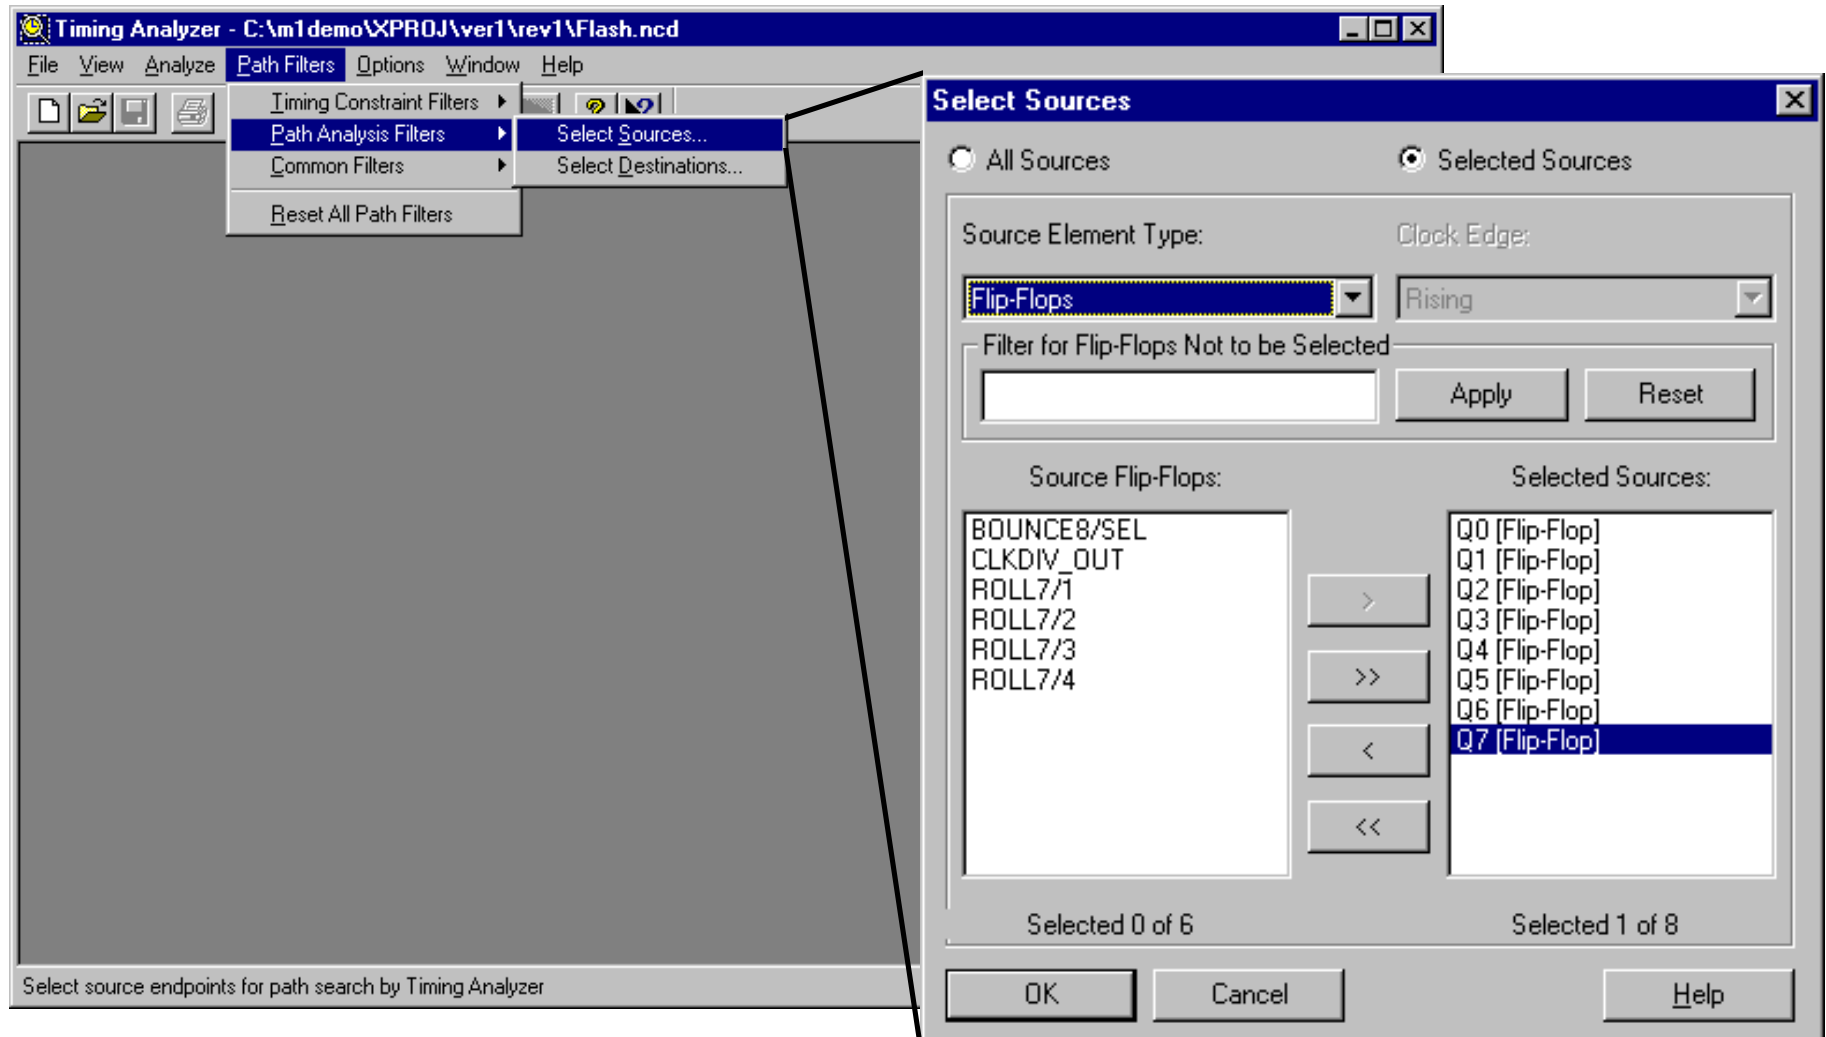 Timing Analyzer - C:\m1demo\XPROJ\ver1\rev1\Flash.ncd
File View Analyze Path Filters Options Window Help
Timing Constraint Filters
Path Analysis Filters
Common Filters
Reset All Path Filters
Select Sources...
Select Destinations...
Select source endpoints for path search by Timing Analyzer
Select Sources
All Sources Selected Sources
Source Element Type: Clock Edge:
Flip-Flops Rising
Filter for Flip-Flops Not to be Selected
Apply Reset
Source Flip-Flops:
BOUNCE8/SEL
CLKDIV_OUT
ROLL7/1
ROLL7/2
ROLL7/3
ROLL7/4
Selected 0 of 6
>
>>
<
<<
Selected Sources:
Q0 [Flip-Flop]
Q1 [Flip-Flop]
Q2 [Flip-Flop]
Q3 [Flip-Flop]
Q4 [Flip-Flop]
Q5 [Flip-Flop]
Q6 [Flip-Flop]
Q7 [Flip-Flop]
Selected 1 of 8
OK Cancel Help